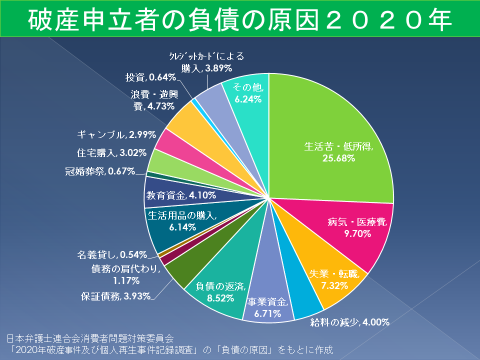 破産申立者の負債の原因２０２０年
生活苦・低所得,
25.68%
病気・医療費,
9.70%
失業・転職,
7.32%
給料の減少, 4.00%
事業資金,
6.71%
負債の返済,
8.52%
保証債務, 3.93%
債務の肩代わり,
1.17%
名義貸し, 0.54%
生活用品の購入,
6.14%
教育資金, 4.10%
冠婚葬祭, 0.67%
住宅購入, 3.02%
ギャンブル, 2.99%
浪費・遊興
費, 4.73%
投資, 0.64%
ｸﾚｼﾞｯﾄｶｰﾄﾞによる
購入, 3.89%
その他,
6.24%
日本弁護士連合会消費者問題対策委員会
「2020年破産事件及び個人再生事件記録調査」の「負債の原因」をもとに作成